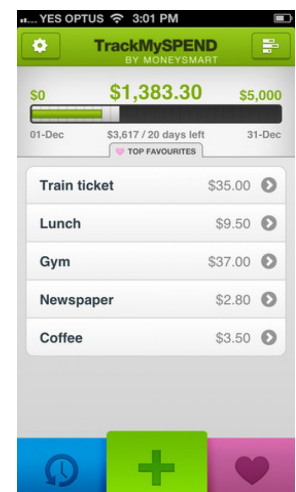 .... YES OPTUS 3:01 PM
TrackMySPEND
BY MONEYSMART
$0 $1,383.30 $5,000
01-Dec $3,617 / 20 days left 31-Dec
TOP FAVOURITES
Train ticket $35.00
Lunch $9.50
Gym $37.00
Newspaper $2.80
Coffee $3.50